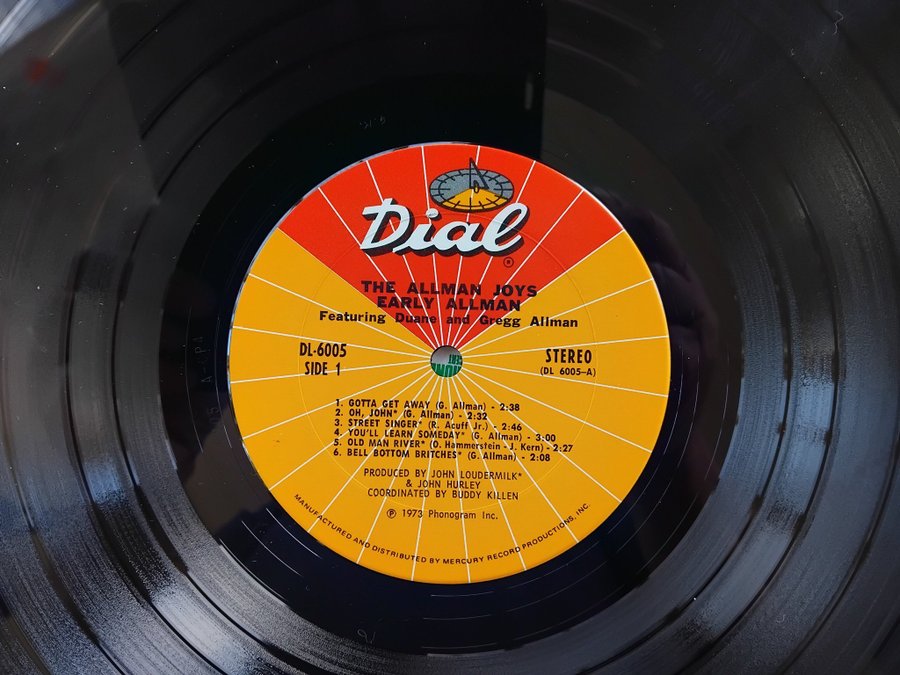 Dial
®
THE ALLMAN JOYS
EARLY ALLMAN
Featuring Duane and Gregg Allman
DL-6005
SIDE 1
STEREO
(DL 6005-A)
1. GOTTA GET AWAY (G. Allman) - 2:38
2. OH, JOHN* (G. Allman) - 2:32
3. STREET SINGER* (R. Acuff Jr.) - 2:46
4. YOU'LL LEARN SOMEDAY* (G. Allman) - 3:00
5. OLD MAN RIVER* (O. Hammerstein - J. Kern) - 2:27
6. BELL BOTTOM BRITCHES* (G. Allman) - 2:08
PRODUCED BY JOHN LOUDERMILK*
& JOHN HURLEY
COORDINATED BY BUDDY KILLEN
℗ 1973 Phonogram Inc.
MANUFACTURED AND DISTRIBUTED BY MERCURY RECORD PRODUCTIONS, INC.